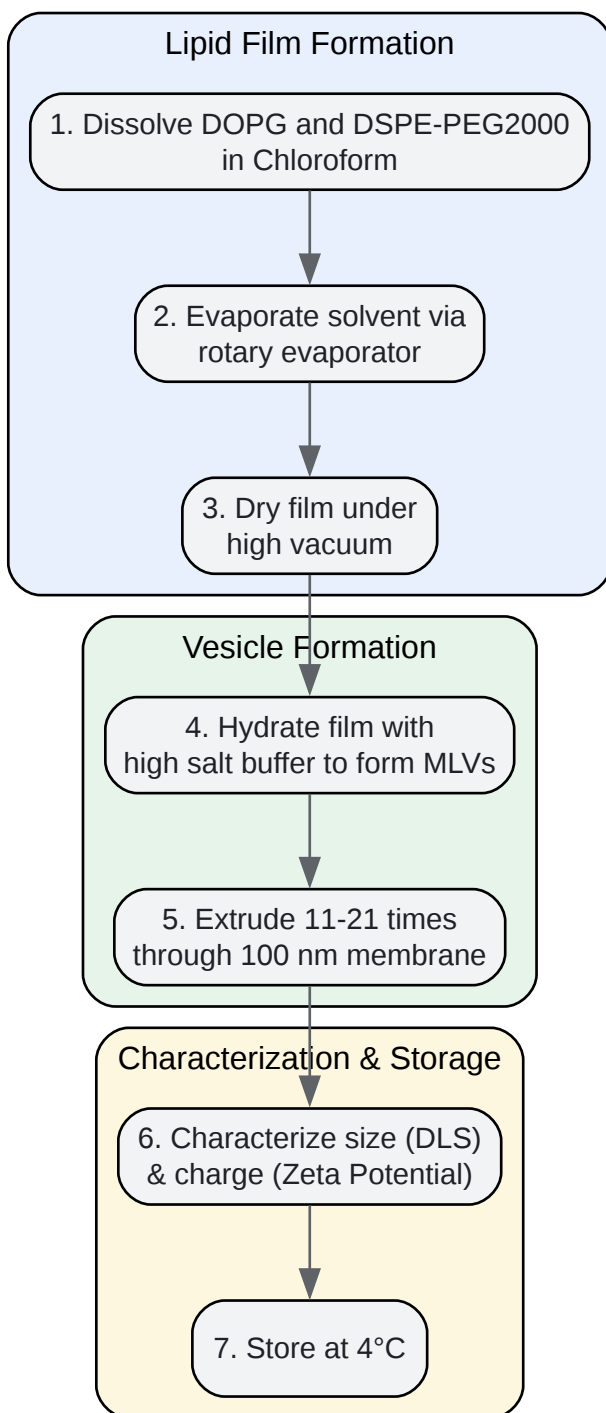 Lipid Film Formation
1. Dissolve DOPG and DSPE-PEG2000
in Chloroform
2. Evaporate solvent via
rotary evaporator
3. Dry film under
high vacuum
Vesicle Formation
4. Hydrate film with
high salt buffer to form MLVs
5. Extrude 11-21 times
through 100 nm membrane
Characterization & Storage
6. Characterize size (DLS)
& charge (Zeta Potential)
7. Store at 4°C